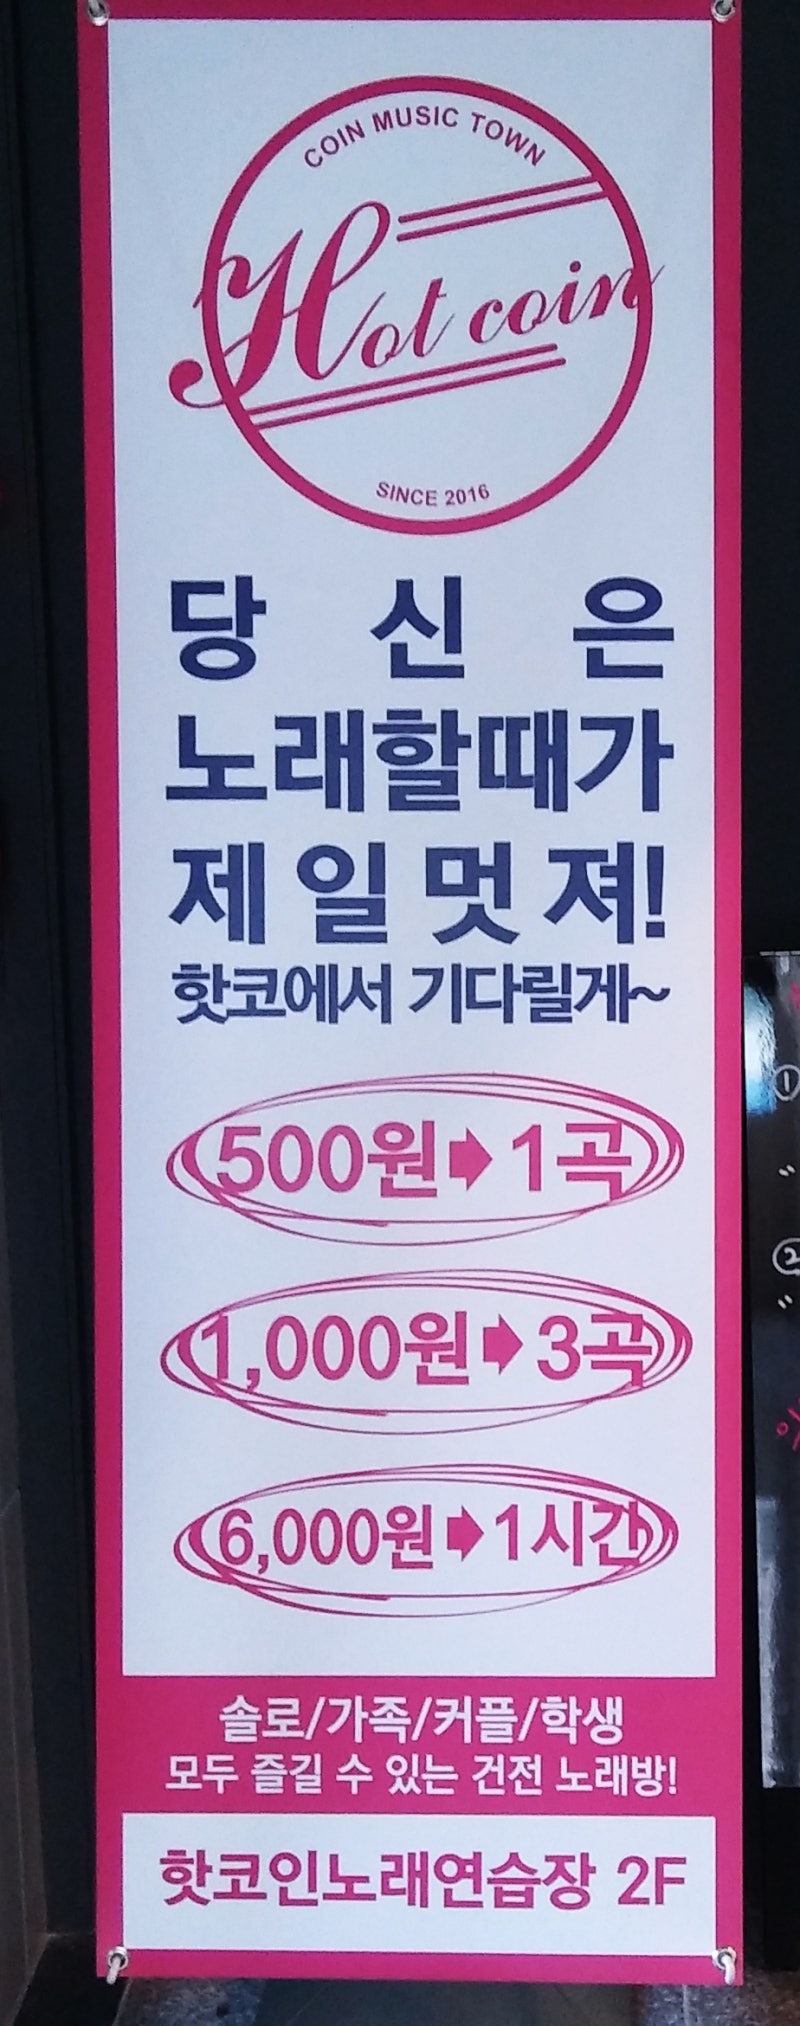 COIN MUSIC TOWN
Hot coin
SINCE 2016
당 신 은
노래할때가
제일멋져!
핫코에서 기다릴게~
500원➡1곡
1,000원➡3곡
6,000원➡1시간
솔로/가족/커플/학생
모두 즐길 수 있는 건전 노래방!
핫코인노래연습장 2F
①
②